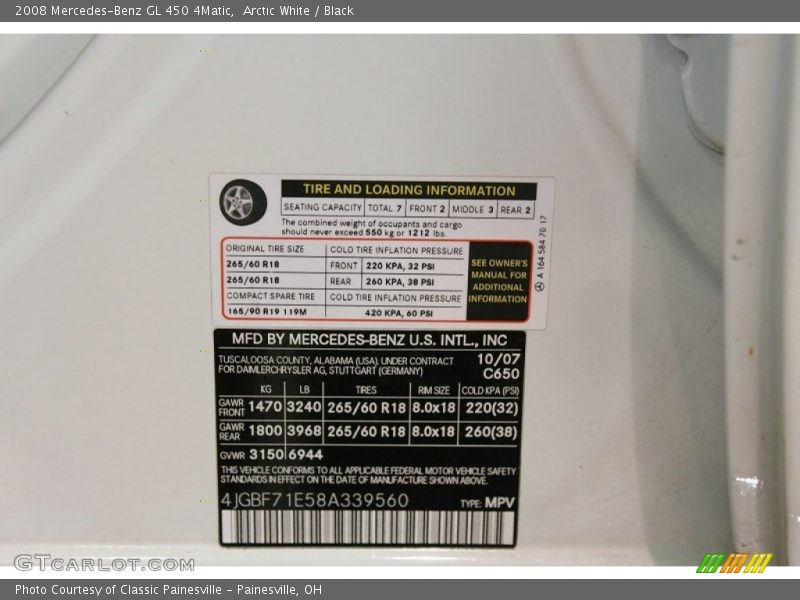 2008 Mercedes-Benz GL 450 4Matic, Arctic White / Black
TIRE AND LOADING INFORMATION
SEATING CAPACITY TOTAL 7 FRONT 2 MIDDLE 3 REAR 2
The combined weight of occupants and cargo
should never exceed 550 kg or 1212 lbs.
ORIGINAL TIRE SIZE COLD TIRE INFLATION PRESSURE
265/60 R18 FRONT 220 KPA, 32 PSI
265/60 R18 REAR 260 KPA, 38 PSI
COMPACT SPARE TIRE COLD TIRE INFLATION PRESSURE
165/90 R19 119M 420 KPA, 60 PSI
SEE OWNER'S
MANUAL FOR
ADDITIONAL
INFORMATION
A 164 584 70 17
MFD BY MERCEDES-BENZ U.S. INTL., INC
TUSCALOOSA COUNTY, ALABAMA (USA), UNDER CONTRACT 10/07
FOR DAIMLERCHRYSLER AG, STUTTGART (GERMANY) C650
KG LB TIRES RIM SIZE COLD KPA (PSI)
GAWR FRONT 1470 3240 265/60 R18 8.0x18 220(32)
GAWR REAR 1800 3968 265/60 R18 8.0x18 260(38)
GVWR 3150 6944
THIS VEHICLE CONFORMS TO ALL APPLICABLE FEDERAL MOTOR VEHICLE SAFETY
STANDARDS IN EFFECT ON THE DATE OF MANUFACTURE SHOWN ABOVE.
4JGBF71E58A339560 TYPE: MPV
GTCARLOT.COM
Photo Courtesy of Classic Painesville - Painesville, OH